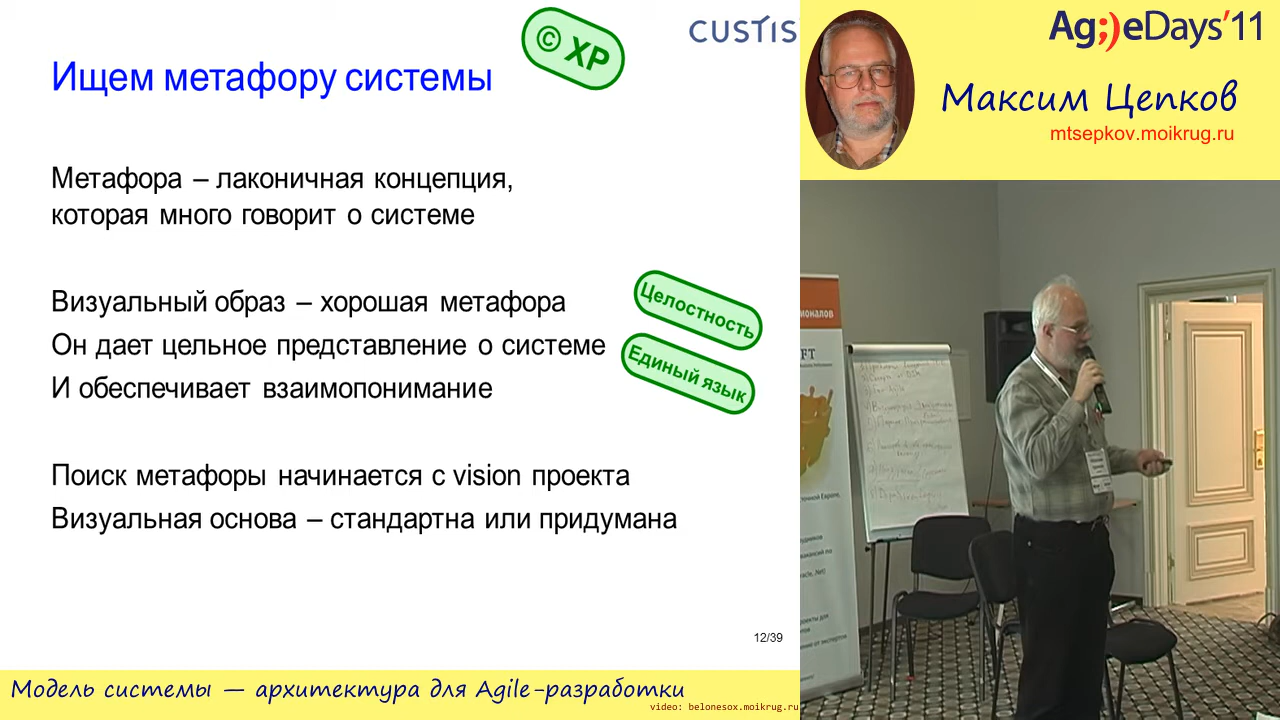 CUSTIS
© XP
Ищем метафору системы
Метафора – лаконичная концепция,
которая много говорит о системе
Визуальный образ – хорошая метафора
Он дает цельное представление о системе
И обеспечивает взаимопонимание
Целостность
Единый язык
Поиск метафоры начинается с vision проекта
Визуальная основа – стандартна или придумана
12/39
Модель системы — архитектура для Agile-разработки
video: belonesox.moikrug.ru
Ag;)eDays'11
Максим Цепков
mtsepkov.moikrug.ru